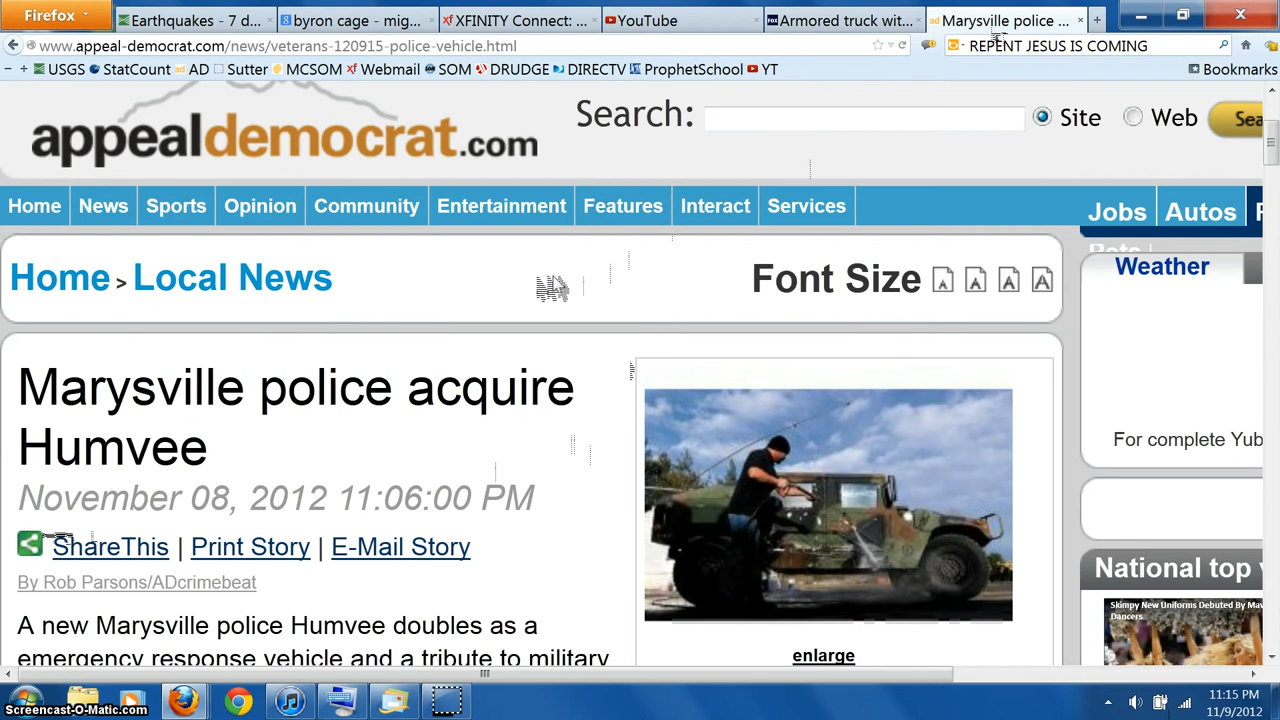 Firefox
Earthquakes - 7 d...
byron cage - mig...
XFINITY Connect: ...
YouTube
Armored truck wit...
Marysville police ...
www.appeal-democrat.com/news/veterans-120915-police-vehicle.html
REPENT JESUS IS COMING
USGS StatCount AD Sutter MCSOM Webmail SOM DRUDGE DIRECTV ProphetSchool YT
Bookmarks
appealdemocrat.com
Search: Site Web Sea
Home News Sports Opinion Community Entertainment Features Interact Services
Jobs Autos
Pets
Home > Local News
Font Size A A A A
Weather
Marysville police acquire
Humvee
November 08, 2012 11:06:00 PM
ShareThis | Print Story | E-Mail Story
By Rob Parsons/ADcrimebeat
A new Marysville police Humvee doubles as a
emergency response vehicle and a tribute to military
enlarge
For complete Yub
National top
Skimpy New Uniforms Debuted By Mav
Dancers
Screencast-O-Matic.com
11:15 PM
11/9/2012